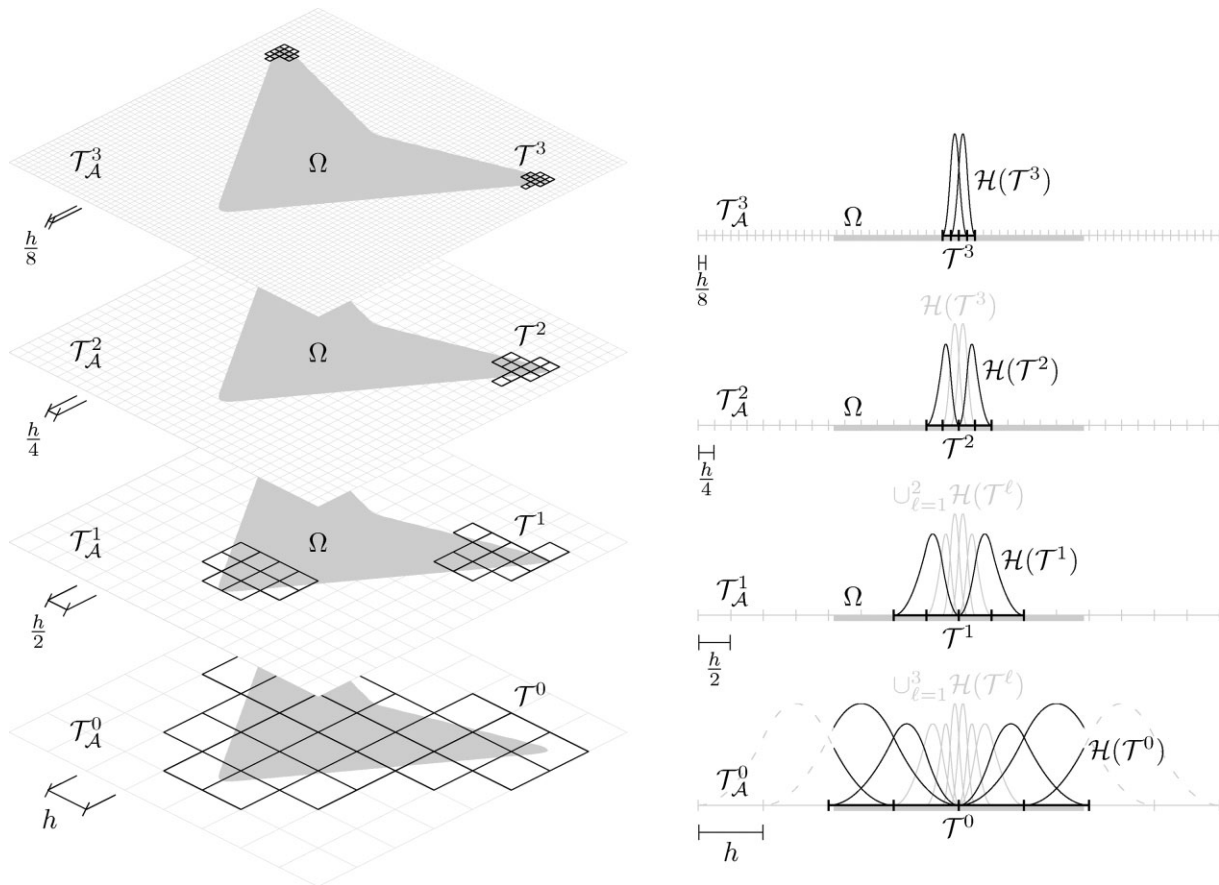 𝒯³_𝒜
Ω
𝒯³
h/8
𝒯²_𝒜
Ω
𝒯²
h/4
𝒯¹_𝒜
Ω
𝒯¹
h/2
𝒯⁰_𝒜
𝒯⁰
h
𝒯³_𝒜
Ω
ℋ(𝒯³)
𝒯³
h/8
ℋ(𝒯³)
𝒯²_𝒜
Ω
ℋ(𝒯²)
𝒯²
h/4
∪²_{ℓ=1} ℋ(𝒯^ℓ)
𝒯¹_𝒜
Ω
ℋ(𝒯¹)
𝒯¹
h/2
∪³_{ℓ=1} ℋ(𝒯^ℓ)
𝒯⁰_𝒜
ℋ(𝒯⁰)
𝒯⁰
h